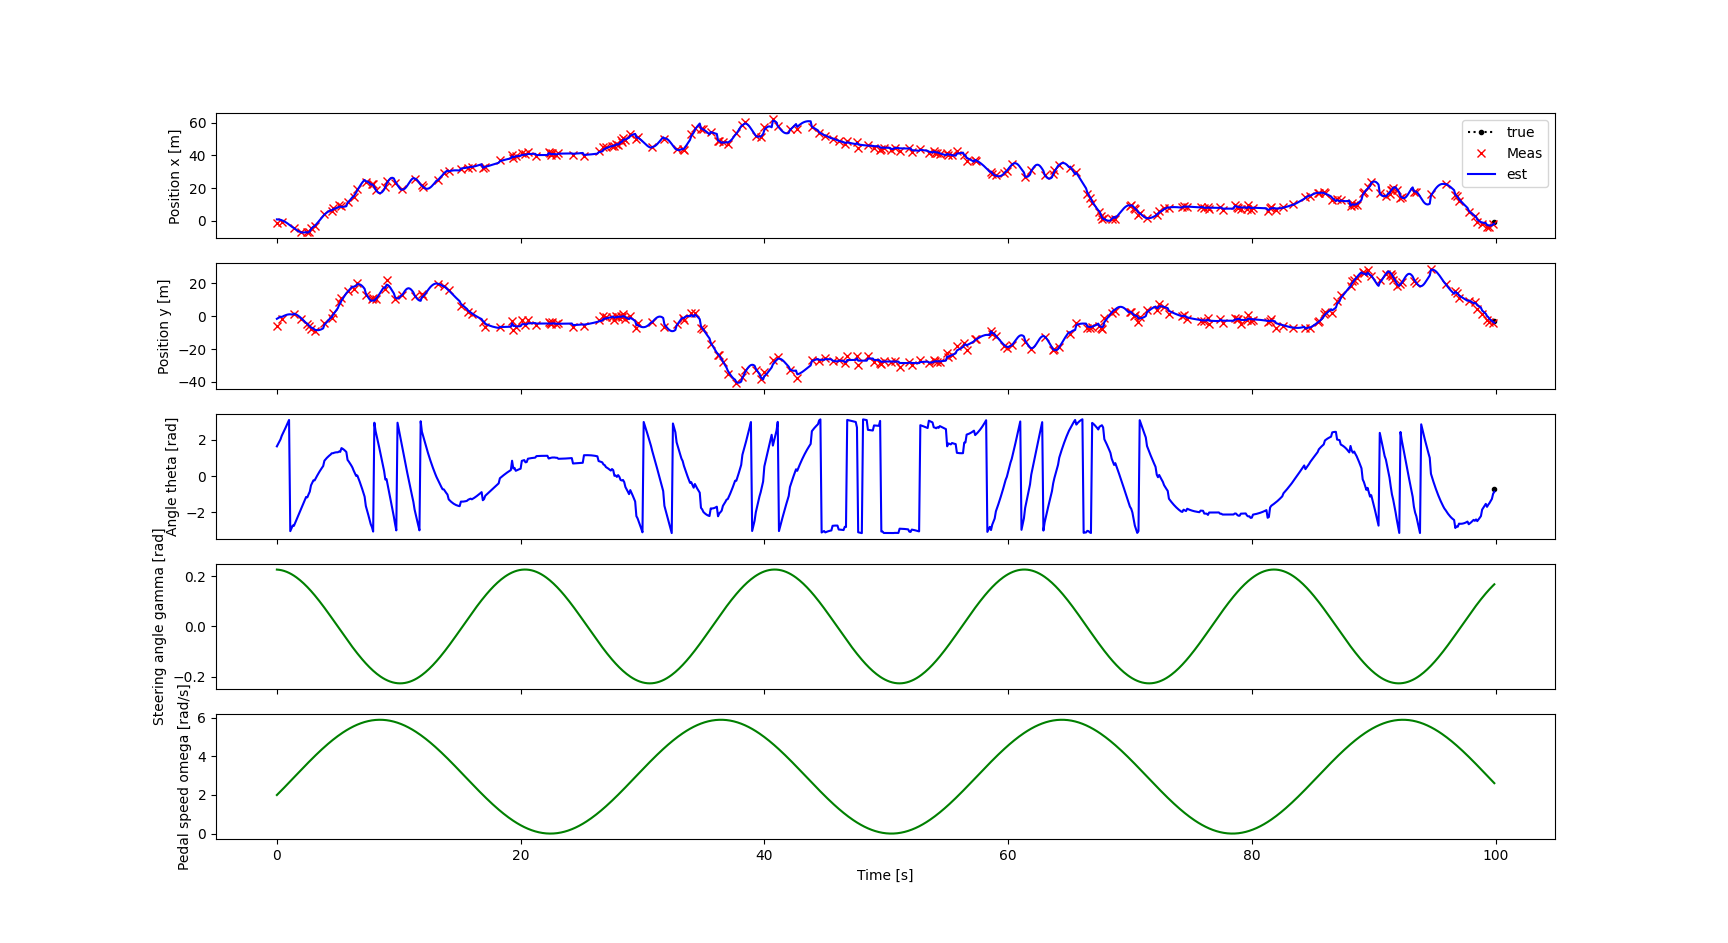 Position x [m]
60
40
20
0
true
Meas
est
Position y [m]
20
0
−20
−40
Angle theta [rad]
2
0
−2
Steering angle gamma [rad]
0.2
0.0
−0.2
Pedal speed omega [rad/s]
6
4
2
0
0 20 40 60 80 100
Time [s]